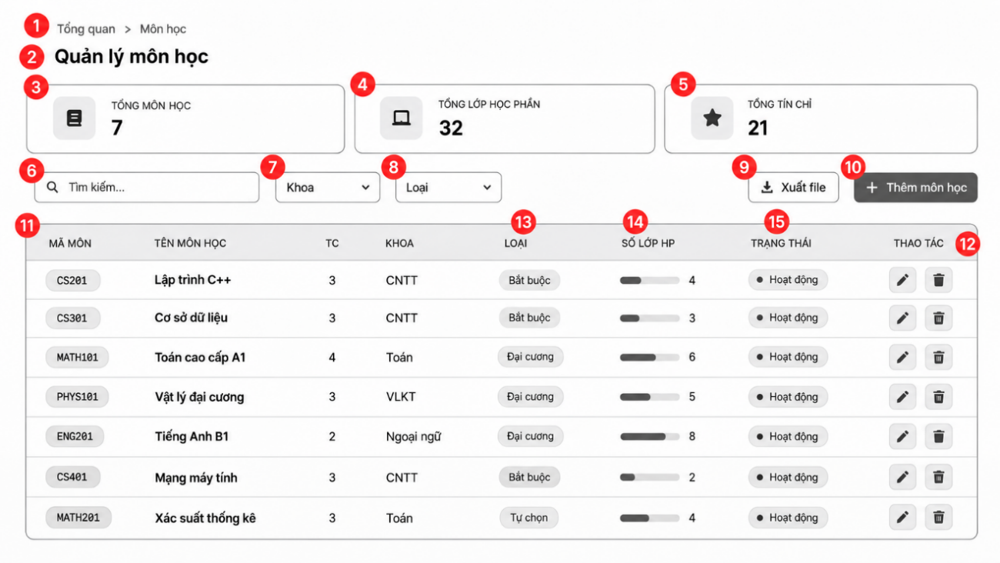 1 Tổng quan > Môn học
2 Quản lý môn học
3 TỔNG MÔN HỌC
7
4 TỔNG LỚP HỌC PHẦN
32
5 TỔNG TÍN CHỈ
21
6 Tìm kiếm...
7 Khoa
8 Loại
9 Xuất file
10 + Thêm môn học
11 13 14 15
MÃ MÔN TÊN MÔN HỌC TC KHOA LOẠI SỐ LỚP HP TRẠNG THÁI THAO TÁC 12
CS201 Lập trình C++ 3 CNTT Bắt buộc 4 Hoạt động
CS301 Cơ sở dữ liệu 3 CNTT Bắt buộc 3 Hoạt động
MATH101 Toán cao cấp A1 4 Toán Đại cương 6 Hoạt động
PHYS101 Vật lý đại cương 3 VLKT Đại cương 5 Hoạt động
ENG201 Tiếng Anh B1 2 Ngoại ngữ Đại cương 8 Hoạt động
CS401 Mạng máy tính 3 CNTT Bắt buộc 2 Hoạt động
MATH201 Xác suất thống kê 3 Toán Tự chọn 4 Hoạt động